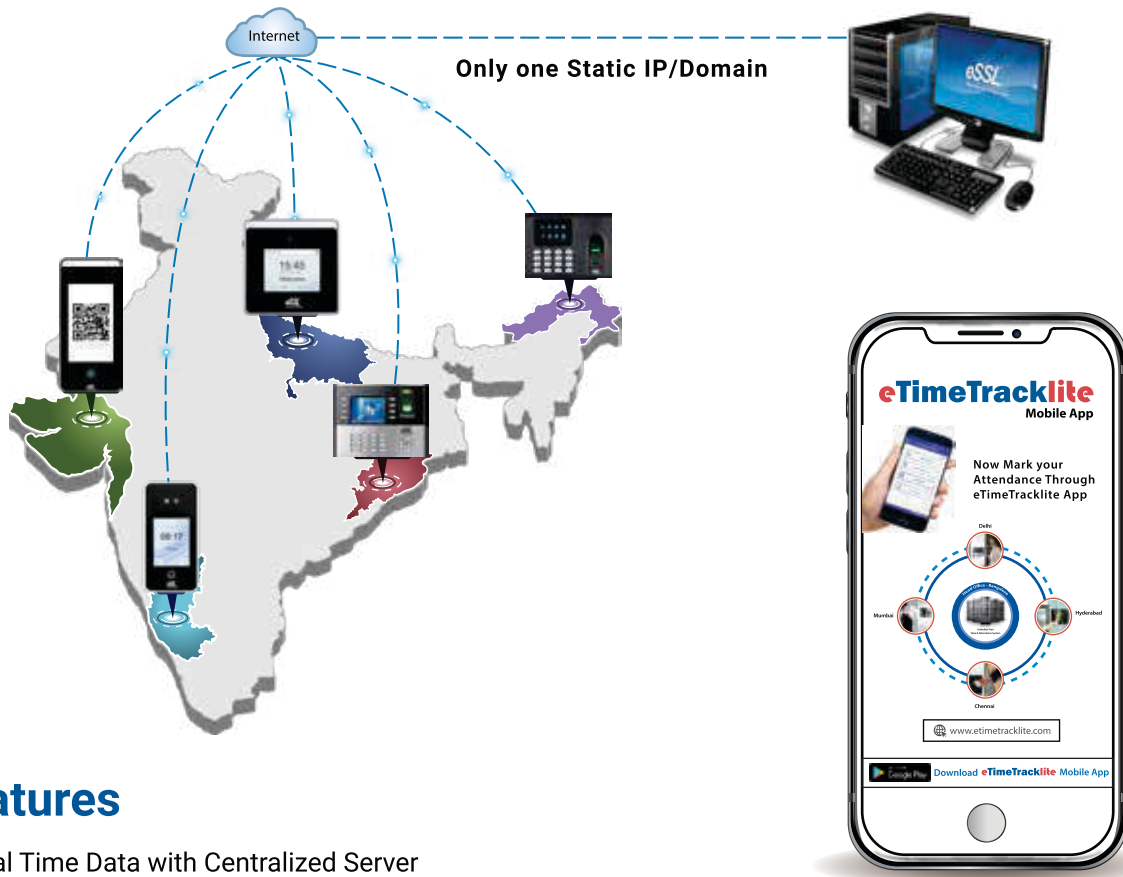 Internet
Only one Static IP/Domain
eSSL
15:45
08:17
eTimeTracklite
Mobile App
Now Mark your
Attendance Through
eTimeTracklite App
Delhi
Mumbai
Hyderabad
Chennai
www.etimetracklite.com
Google Play
Download eTimeTracklite Mobile App
atures
al Time Data with Centralized Server